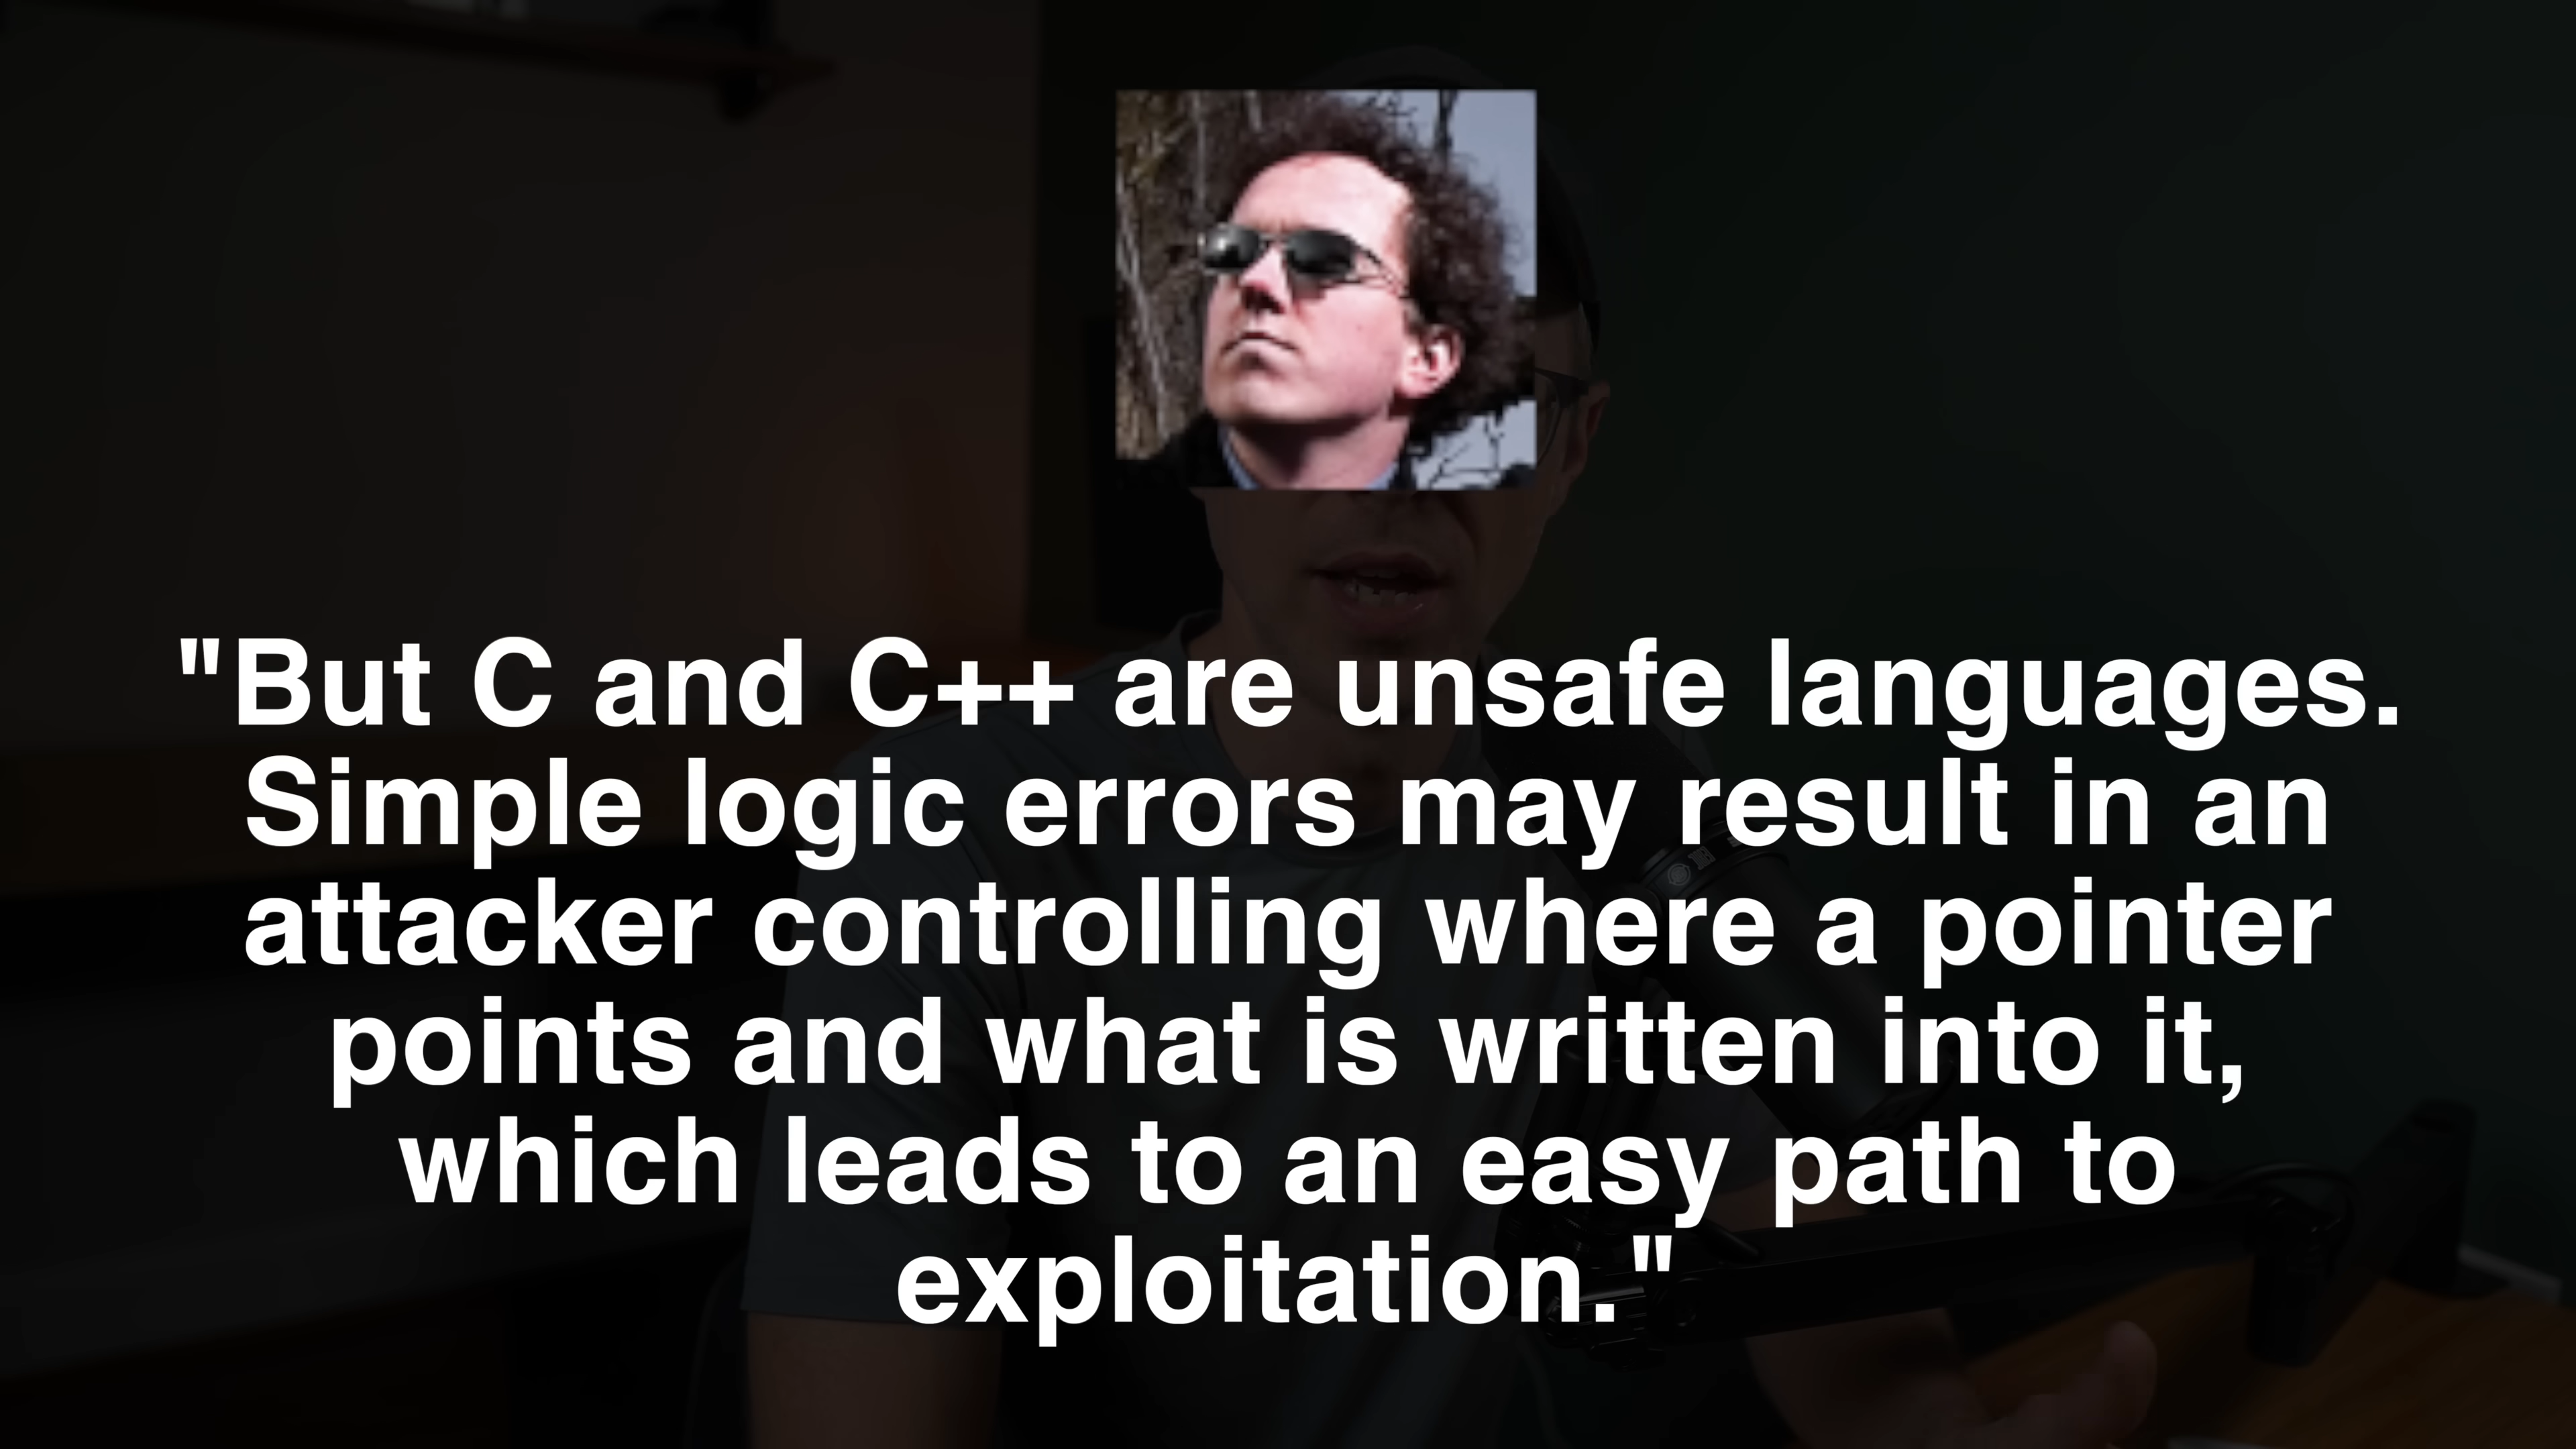 "But C and C++ are unsafe languages.
Simple logic errors may result in an
attacker controlling where a pointer
points and what is written into it,
which leads to an easy path to
exploitation."